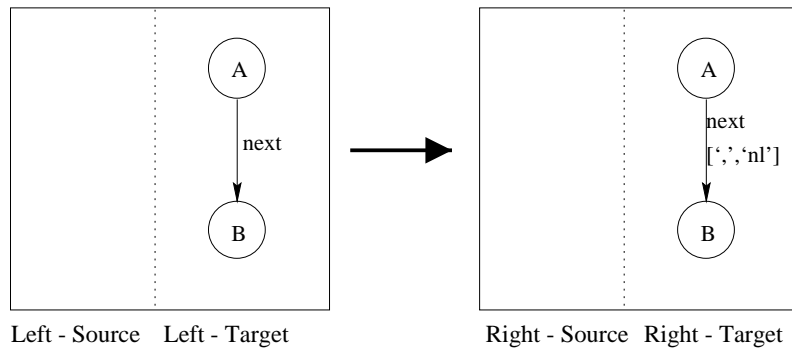 A
A
next
next
[‘,’,‘nl’]
B
B
Left - Source
Left - Target
Right - Source
Right - Target